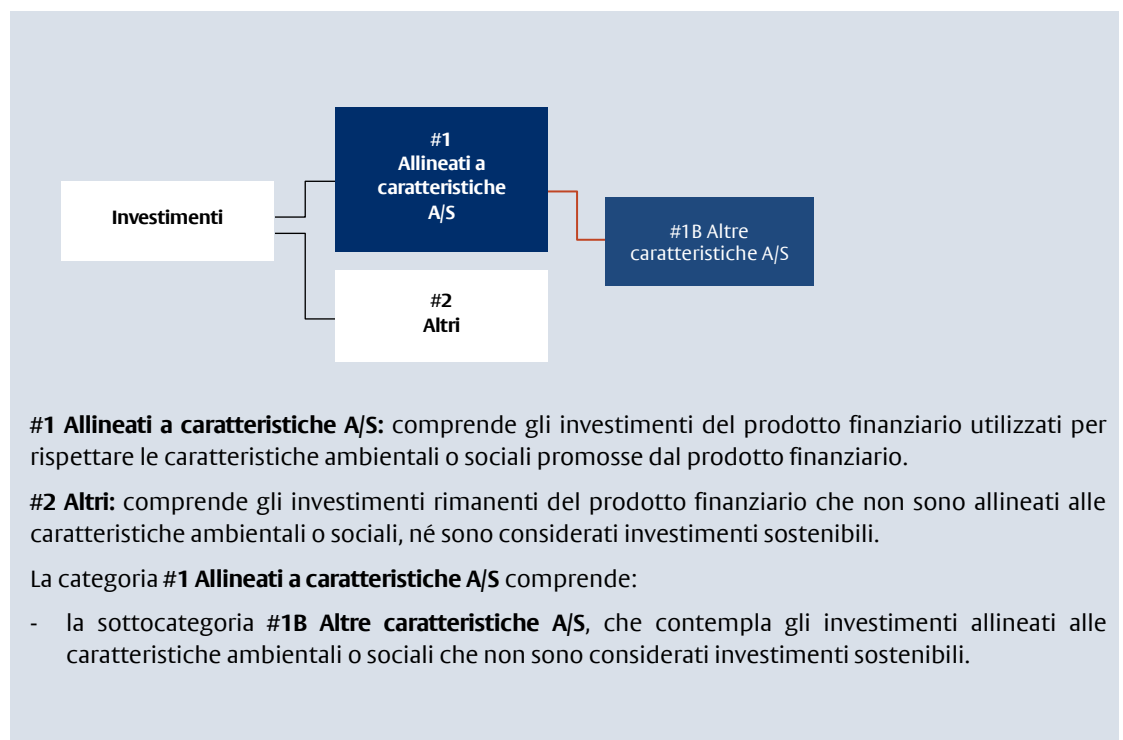 #1
Allineati a
caratteristiche
A/S
Investimenti
#1B Altre
caratteristiche A/S
#2
Altri
#1 Allineati a caratteristiche A/S: comprende gli investimenti del prodotto finanziario utilizzati per
rispettare le caratteristiche ambientali o sociali promosse dal prodotto finanziario.
#2 Altri: comprende gli investimenti rimanenti del prodotto finanziario che non sono allineati alle
caratteristiche ambientali o sociali, né sono considerati investimenti sostenibili.
La categoria #1 Allineati a caratteristiche A/S comprende:
- la sottocategoria #1B Altre caratteristiche A/S, che contempla gli investimenti allineati alle
caratteristiche ambientali o sociali che non sono considerati investimenti sostenibili.